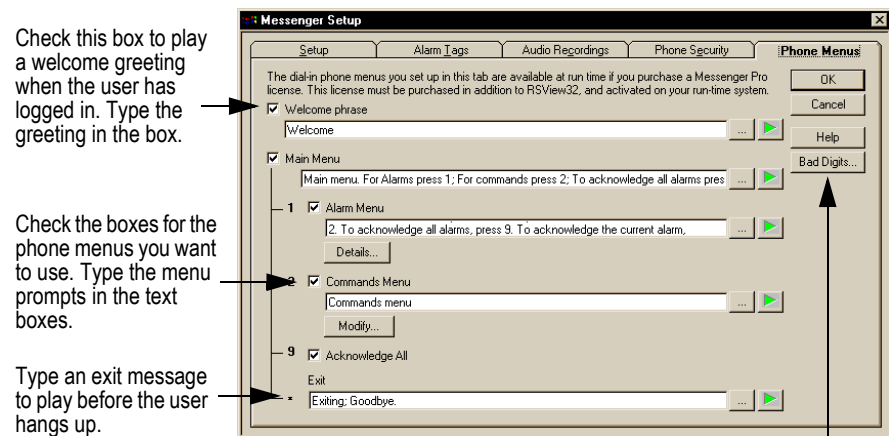 Messenger Setup
Check this box to play
a welcome greeting
when the user has
logged in. Type the
greeting in the box.
Setup
Alarm Tags
Audio Recordings
Phone Security
Phone Menus
The dial-in phone menus you set up in this tab are available at run time if you purchase a Messenger Pro
license. This license must be purchased in addition to RSView32, and activated on your run-time system.
OK
Cancel
Help
Bad Digits...
Welcome phrase
Welcome
...
Main Menu
Main menu. For Alarms press 1; For commands press 2; To acknowledge all alarms pres
...
1 Alarm Menu
2. To acknowledge all alarms, press 9. To acknowledge the current alarm,
...
Details...
Check the boxes for the
phone menus you want
to use. Type the menu
prompts in the text
boxes.
Commands Menu
Commands menu
...
Modify...
9 Acknowledge All
Type an exit message
to play before the user
hangs up.
Exit
* Exiting; Goodbye.
...